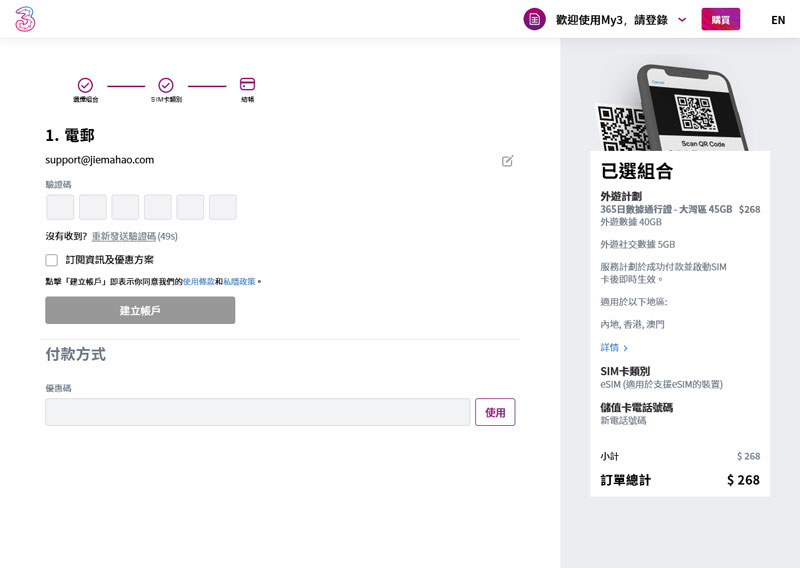 3
歡迎使用My3，請登錄
購買
EN
選擇組合
SIM卡類別
結帳
1. 電郵
support@jiemahao.com
驗證碼
沒有收到? 重新發送驗證碼 (49s)
訂閱資訊及優惠方案
點擊「建立帳戶」即表示你同意我們的使用條款和私隱政策。
建立帳戶
付款方式
優惠碼
使用
Scan QR Code
已選組合
外遊計劃
365日數據通行證 - 大灣區 45GB $268
外遊數據 40GB
外遊社交數據 5GB
服務計劃於成功付款並啟動SIM
卡後即時生效。
適用於以下地區:
內地, 香港, 澳門
詳情 >
SIM卡類別
eSIM (適用於支援eSIM的裝置)
儲值卡電話號碼
新電話號碼
小計 $ 268
訂單總計 $ 268